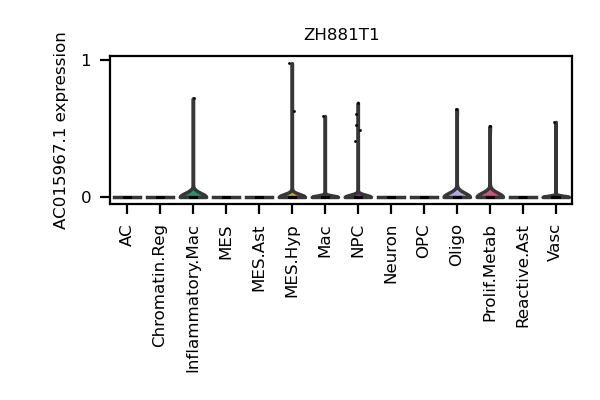 ZH881T1
AC015967.1 expression
1
0
AC
Chromatin.Reg
Inflammatory.Mac
MES
MES.Ast
MES.Hyp
Mac
NPC
Neuron
OPC
Oligo
Prolif.Metab
Reactive.Ast
Vasc